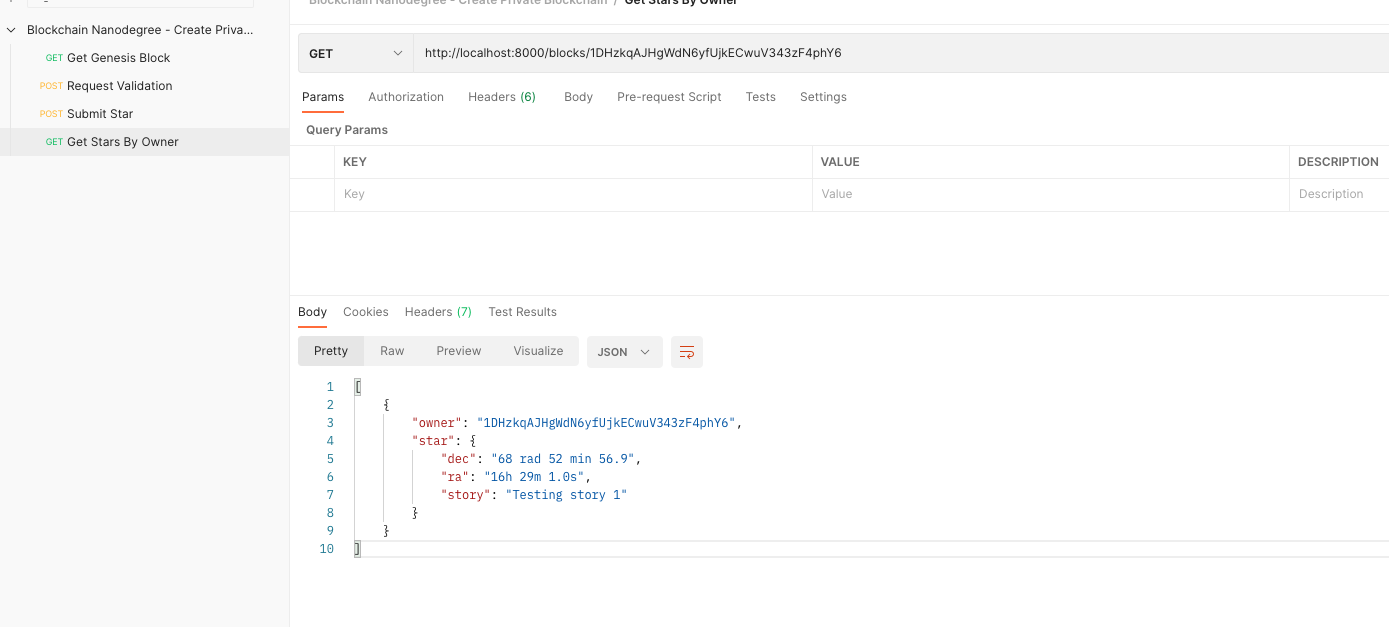 Blockchain Nanodegree - Create Private Blockchain / Get Stars By Owner
Blockchain Nanodegree - Create Priva...
GET Get Genesis Block
POST Request Validation
POST Submit Star
GET Get Stars By Owner
GET http://localhost:8000/blocks/1DHzkqAJHgWdN6yfUjkECwuV343zF4phY6
Params Authorization Headers (6) Body Pre-request Script Tests Settings
Query Params
KEY VALUE DESCRIPTION
Key Value Description
Body Cookies Headers (7) Test Results
Pretty Raw Preview Visualize JSON
1 [
2 {
3 "owner": "1DHzkqAJHgWdN6yfUjkECwuV343zF4phY6",
4 "star": {
5 "dec": "68 rad 52 min 56.9",
6 "ra": "16h 29m 1.0s",
7 "story": "Testing story 1"
8 }
9 }
10 ]